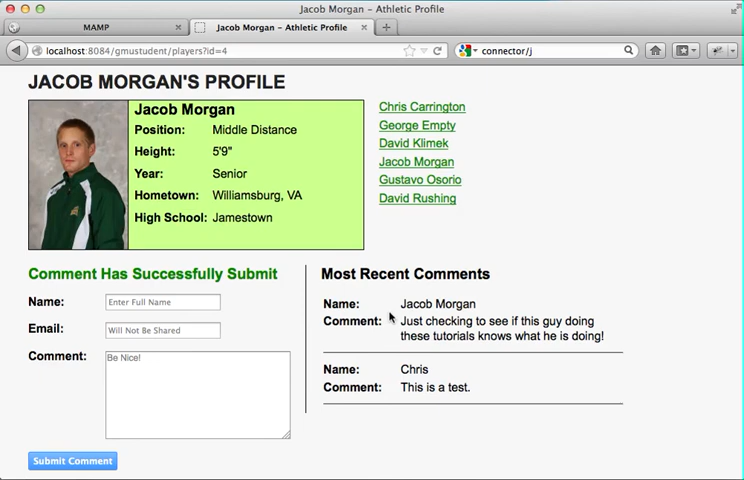 Jacob Morgan - Athletic Profile
MAMP
Jacob Morgan - Athletic Profile
localhost:8084/gmustudent/players?id=4
connector/j
JACOB MORGAN'S PROFILE
Jacob Morgan
Position: Middle Distance
Height: 5'9"
Year: Senior
Hometown: Williamsburg, VA
High School: Jamestown
Chris Carrington
George Empty
David Klimek
Jacob Morgan
Gustavo Osorio
David Rushing
Comment Has Successfully Submit
Name: Enter Full Name
Email: Will Not Be Shared
Comment: Be Nice!
Submit Comment
Most Recent Comments
Name: Jacob Morgan
Comment: Just checking to see if this guy doing
these tutorials knows what he is doing!
Name: Chris
Comment: This is a test.